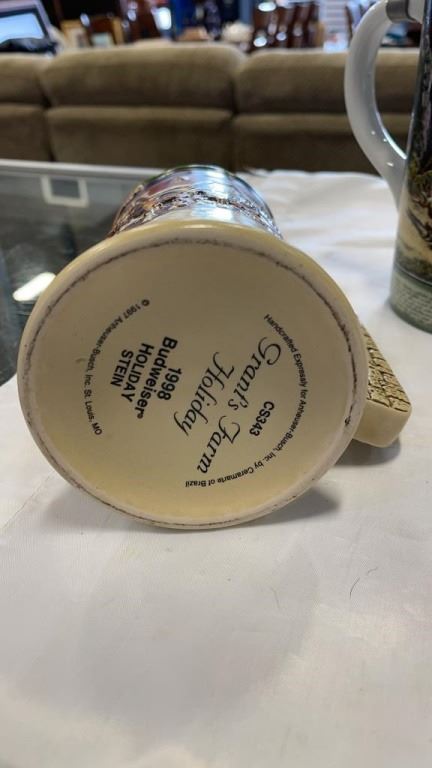 © 1997 Anheuser-Busch, Inc. St. Louis, MO
1998
Budweiser®
HOLIDAY
STEIN
Grant's Farm
Holiday
CS343
Handcrafted Expressly for Anheuser-Busch, Inc. by Ceramarte of Brazil